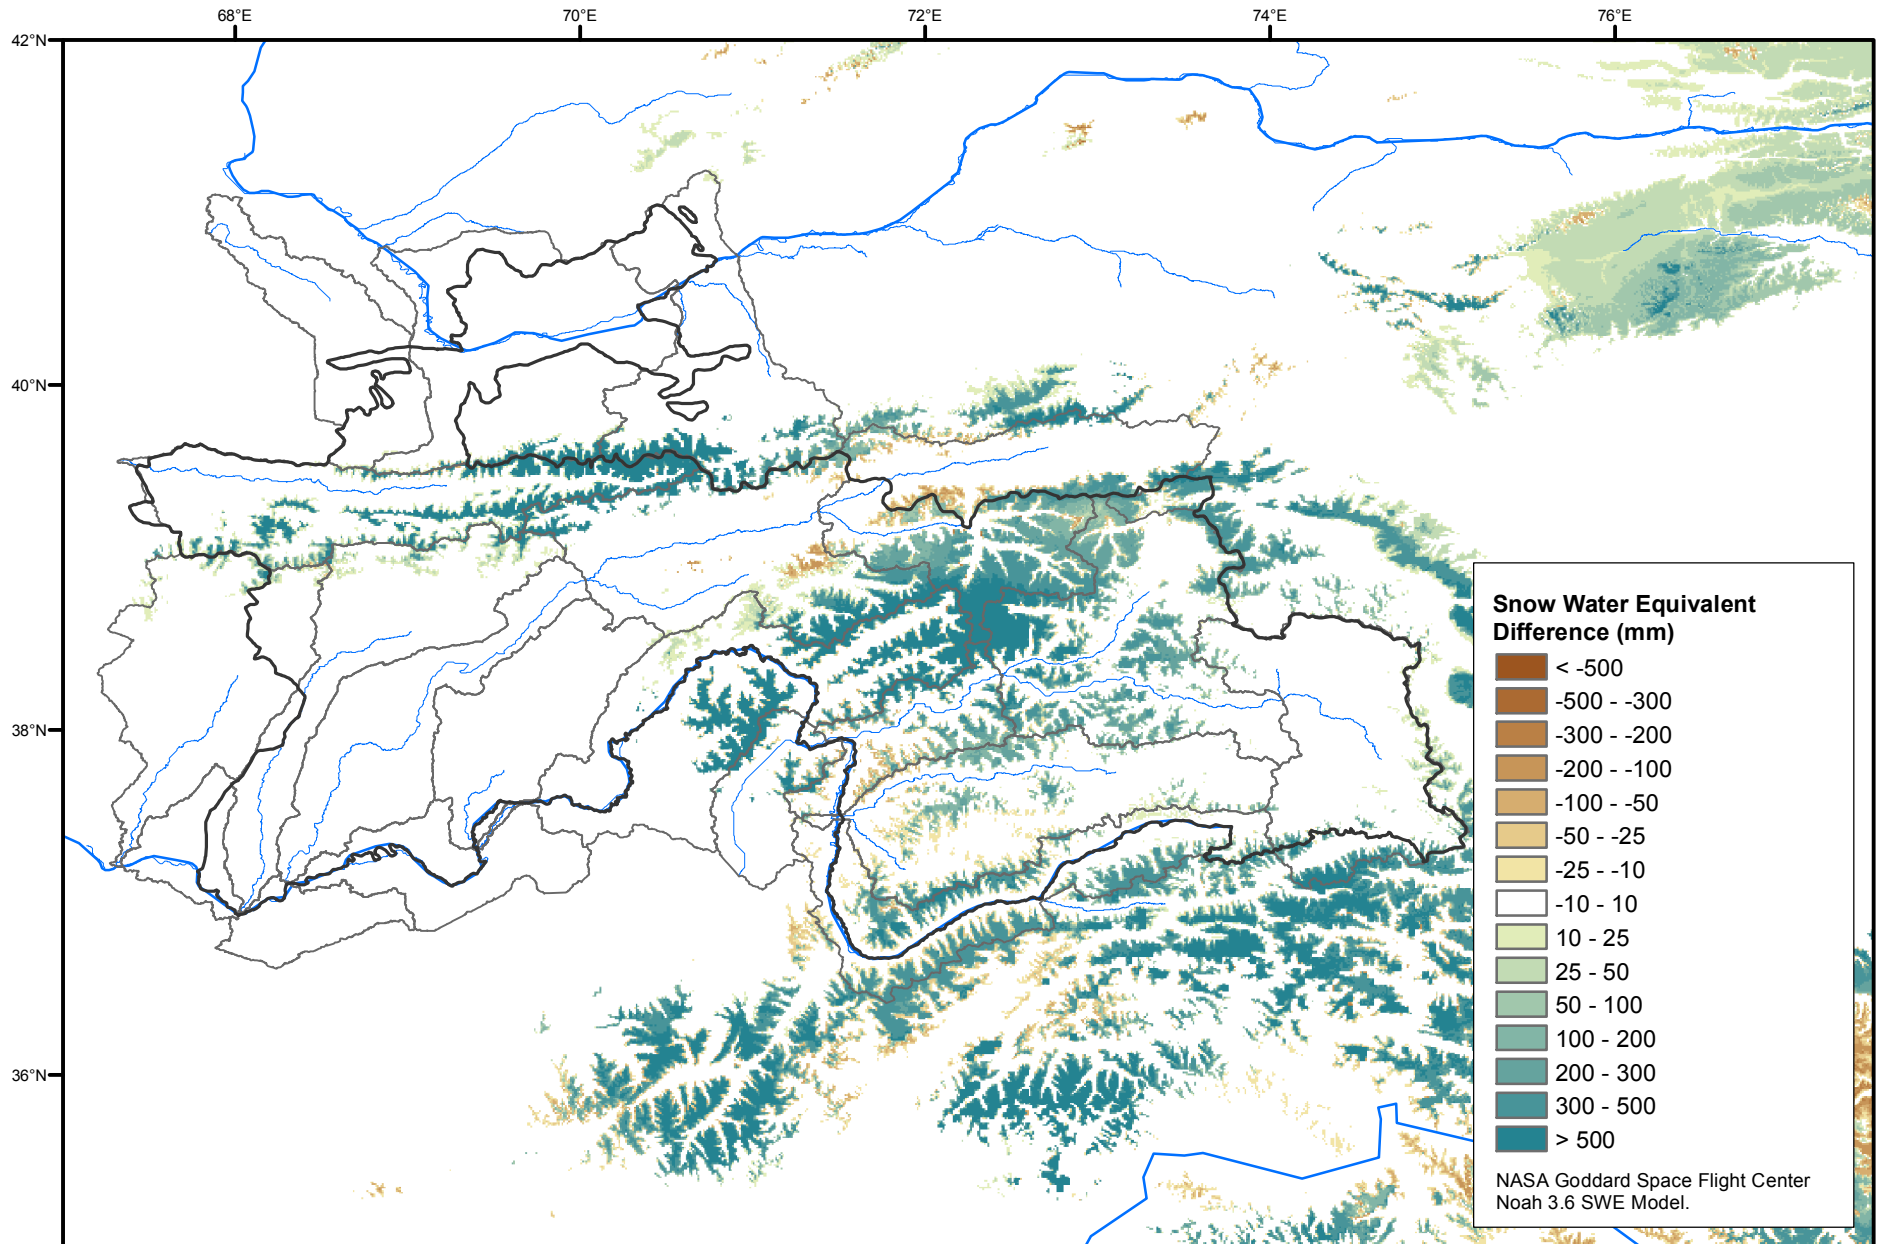 68°E
70°E
72°E
74°E
76°E
42°N
40°N
38°N
36°N
Snow Water Equivalent
Difference (mm)
< -500
-500 - -300
-300 - -200
-200 - -100
-100 - -50
-50 - -25
-25 - -10
-10 - 10
10 - 25
25 - 50
50 - 100
100 - 200
200 - 300
300 - 500
> 500
NASA Goddard Space Flight Center
Noah 3.6 SWE Model.